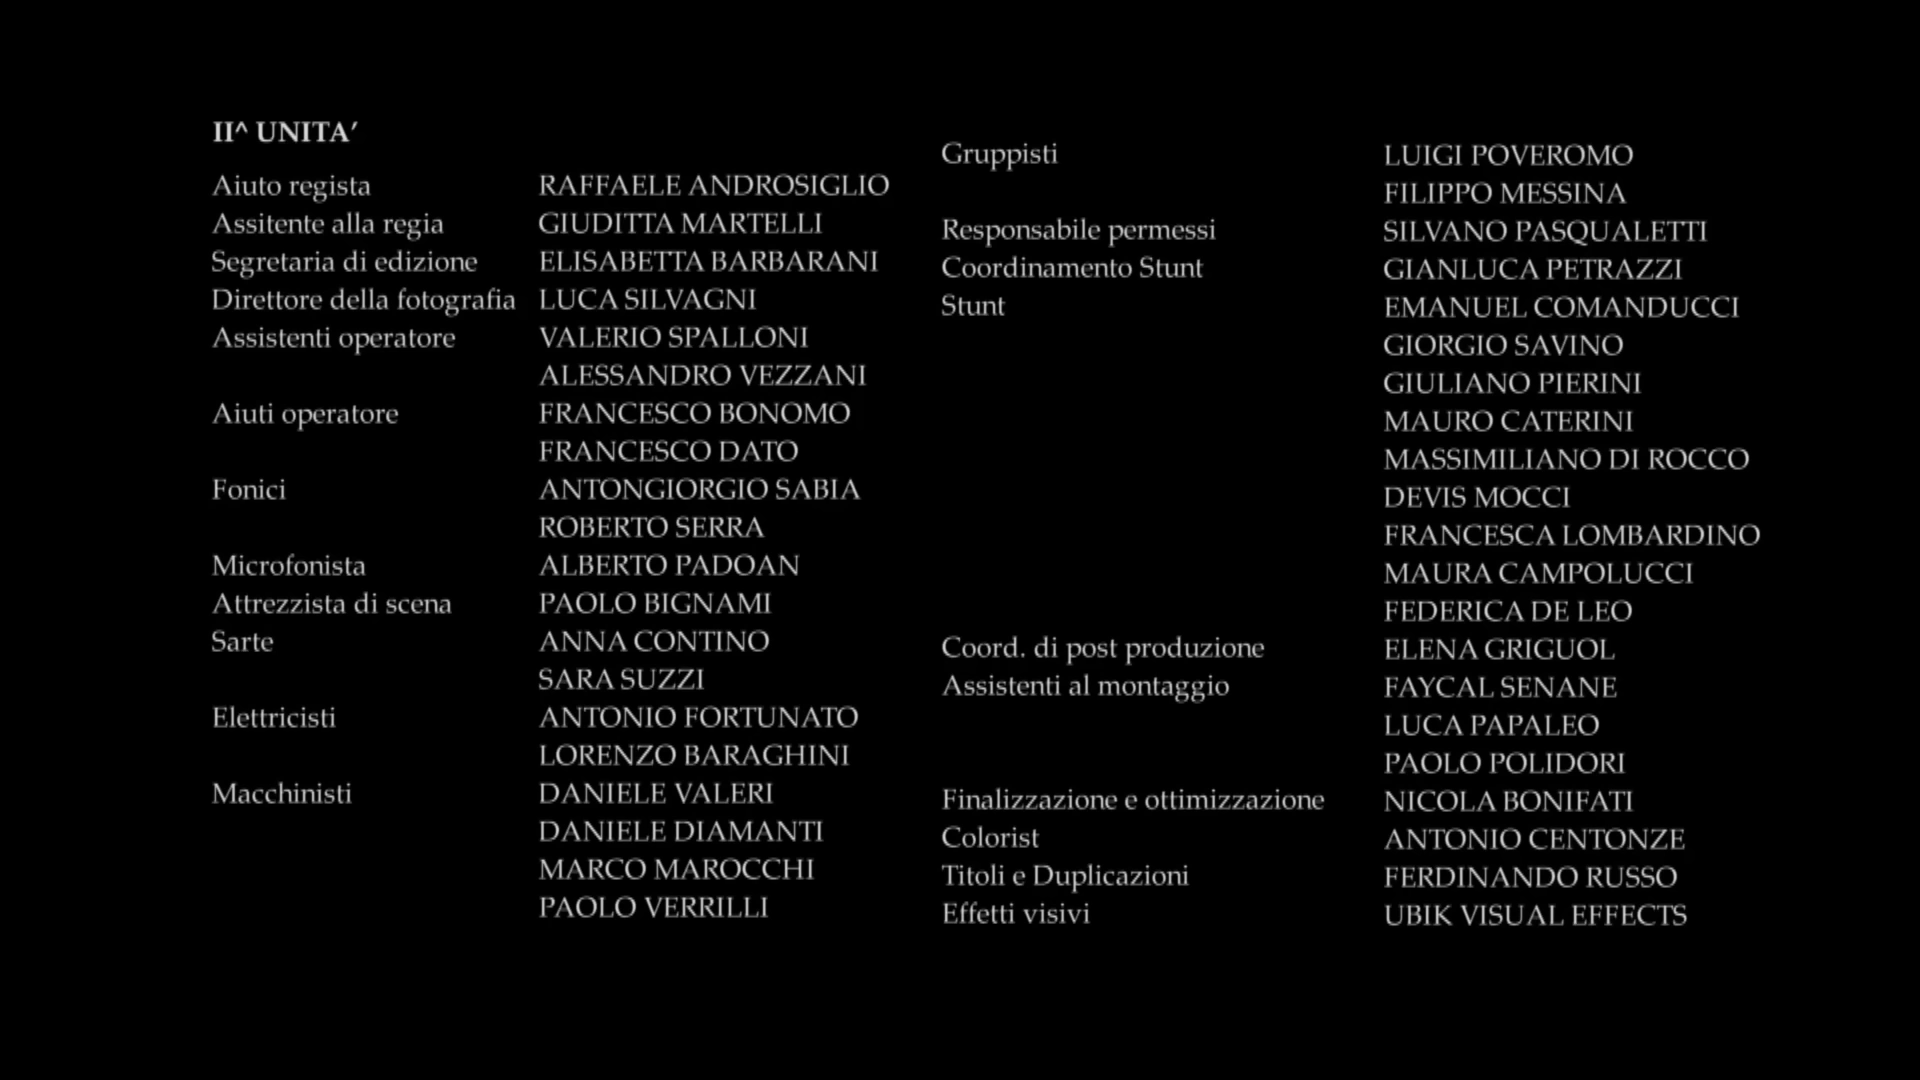 II^ UNITA’
Aiuto regista RAFFAELE ANDROSIGLIO
Assitente alla regia GIUDITTA MARTELLI
Segretaria di edizione ELISABETTA BARBARANI
Direttore della fotografia LUCA SILVAGNI
Assistenti operatore VALERIO SPALLONI
ALESSANDRO VEZZANI
Aiuti operatore FRANCESCO BONOMO
FRANCESCO DATO
Fonici ANTONGIORGIO SABIA
ROBERTO SERRA
Microfonista ALBERTO PADOAN
Attrezzista di scena PAOLO BIGNAMI
Sarte ANNA CONTINO
SARA SUZZI
Elettricisti ANTONIO FORTUNATO
LORENZO BARAGHINI
Macchinisti DANIELE VALERI
DANIELE DIAMANTI
MARCO MAROCCHI
PAOLO VERRILLI
Gruppisti LUIGI POVEROMO
FILIPPO MESSINA
Responsabile permessi SILVANO PASQUALETTI
Coordinamento Stunt GIANLUCA PETRAZZI
Stunt EMANUEL COMANDUCCI
GIORGIO SAVINO
GIULIANO PIERINI
MAURO CATERINI
MASSIMILIANO DI ROCCO
DEVIS MOCCI
FRANCESCA LOMBARDINO
MAURA CAMPOLUCCI
FEDERICA DE LEO
Coord. di post produzione ELENA GRIGUOL
Assistenti al montaggio FAYCAL SENANE
LUCA PAPALEO
PAOLO POLIDORI
Finalizzazione e ottimizzazione NICOLA BONIFATI
Colorist ANTONIO CENTONZE
Titoli e Duplicazioni FERDINANDO RUSSO
Effetti visivi UBIK VISUAL EFFECTS